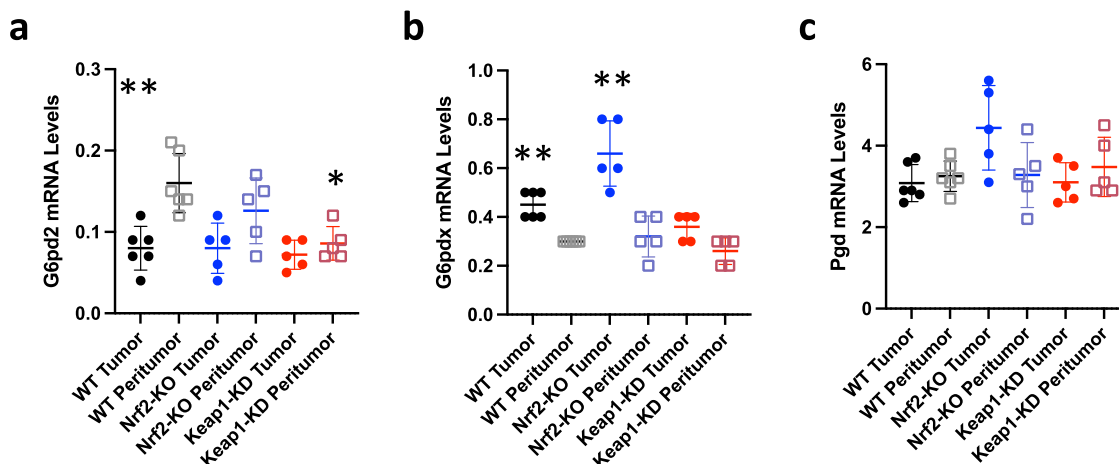 a
b
c
G6pd2 mRNA Levels
0.3
0.2
0.1
0.0
**
*
WT Tumor
WT Peritumor
Nrf2-KO Tumor
Nrf2-KO Peritumor
Keap1-KD Tumor
Keap1-KD Peritumor
G6pdx mRNA Levels
1.0
0.8
0.6
0.4
0.2
0.0
**
**
WT Tumor
WT Peritumor
Nrf2-KO Tumor
Nrf2-KO Peritumor
Keap1-KD Tumor
Keap1-KD Peritumor
Pgd mRNA Levels
6
4
2
0
WT Tumor
WT Peritumor
Nrf2-KO Tumor
Nrf2-KO Peritumor
Keap1-KD Tumor
Keap1-KD Peritumor